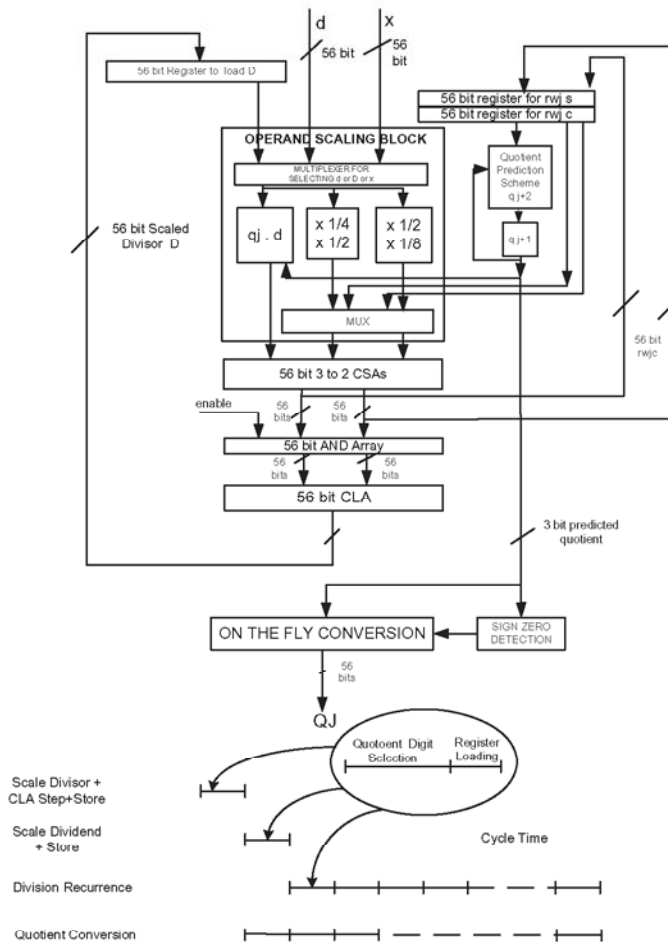 d
x
56 bit
56
bit
56 bit Register to load D
56 bit register for rwj s
56 bit register for rwj c
OPERAND SCALING BLOCK
MULTIPLEXER FOR
SELECTING d or D or x
Quotient
Prediction
Scheme
q j+2
56 bit Scaled
Divisor D
qj . d
x 1/4
x 1/2
x 1/2
x 1/8
q j+1
MUX
56 bit
rwjc
56 bit 3 to 2 CSAs
enable
56
bits
56
bits
56 bit AND Array
56
bits
56
bits
56 bit CLA
3 bit predicted
quotient
ON THE FLY CONVERSION
SIGN ZERO
DETECTION
56
bits
QJ
Quotoent Digit
Selection
Register
Loading
Scale Divisor +
CLA Step+Store
Scale Dividend
+ Store
Cycle Time
Division Recurrence
Quotient Conversion